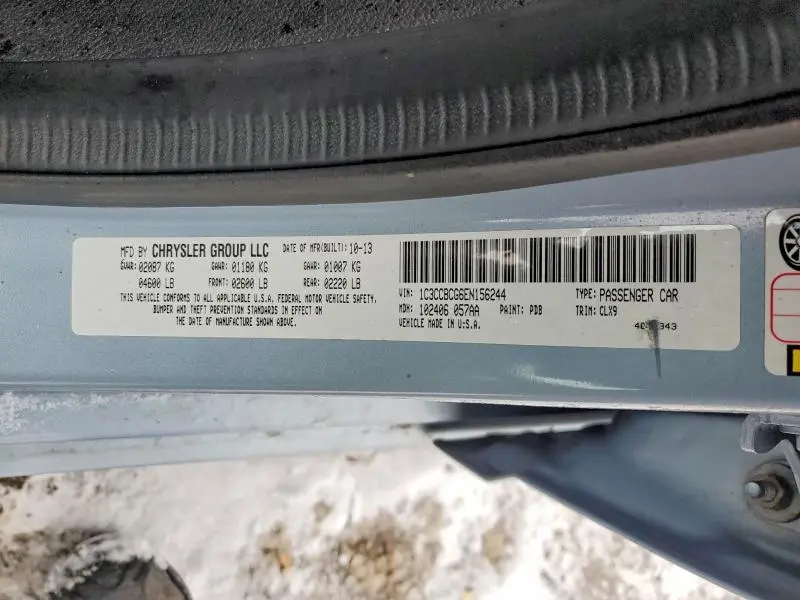 MFD BY CHRYSLER GROUP LLC DATE OF MFR(BUILT): 10-13
GVWR: 02087 KG GAWR: 01180 KG GAWR: 01007 KG
04600 LB FRONT: 02600 LB REAR: 02220 LB
THIS VEHICLE CONFORMS TO ALL APPLICABLE U.S.A. FEDERAL MOTOR VEHICLE SAFETY,
BUMPER AND THEFT PREVENTION STANDARDS IN EFFECT ON
THE DATE OF MANUFACTURE SHOWN ABOVE.
VIN: 1C3CCBCG6EN156244 TYPE: PASSENGER CAR
MDH: 102406 057AA PAINT: PDB TRIM: CLX9
VEHICLE MADE IN U.S.A.